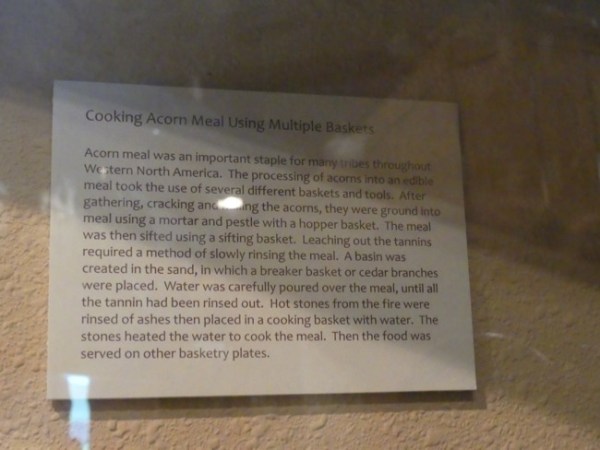 Cooking Acorn Meal Using Multiple Baskets
Acorn meal was an important staple for many tribes throughout
Western North America. The processing of acorns into an edible
meal took the use of several different baskets and tools. After
gathering, cracking and the acorns, they were ground into
meal using a mortar and pestle with a hopper basket. The meal
was then sifted using a sifting basket. Leaching out the tannins
required a method of slowly rinsing the meal. A basin was
created in the sand, in which a breaker basket or cedar branches
were placed. Water was carefully poured over the meal, until all
the tannin had been rinsed out. Hot stones from the fire were
rinsed of ashes then placed in a cooking basket with water. The
stones heated the water to cook the meal. Then the food was
served on other basketry plates.